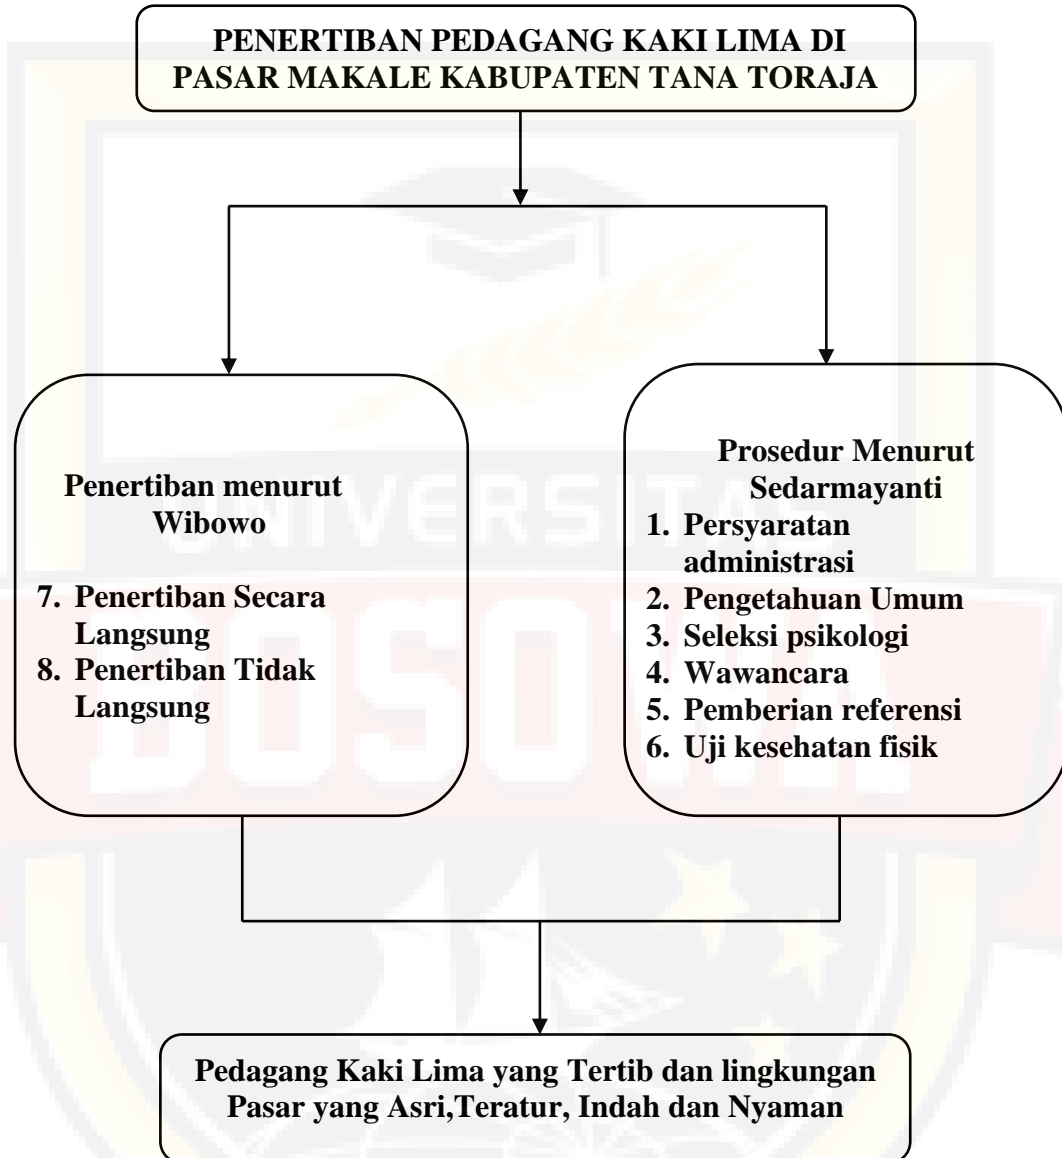 PENERTIBAN PEDAGANG KAKI LIMA DI
PASAR MAKALE KABUPATEN TANA TORAJA
Penertiban menurut
Wibowo
7. Penertiban Secara
Langsung
8. Penertiban Tidak
Langsung
Prosedur Menurut
Sedarmayanti
1. Persyaratan
administrasi
2. Pengetahuan Umum
3. Seleksi psikologi
4. Wawancara
5. Pemberian referensi
6. Uji kesehatan fisik
UNIVERSITAS
BOSOWA
Pedagang Kaki Lima yang Tertib dan lingkungan
Pasar yang Asri,Teratur, Indah dan Nyaman